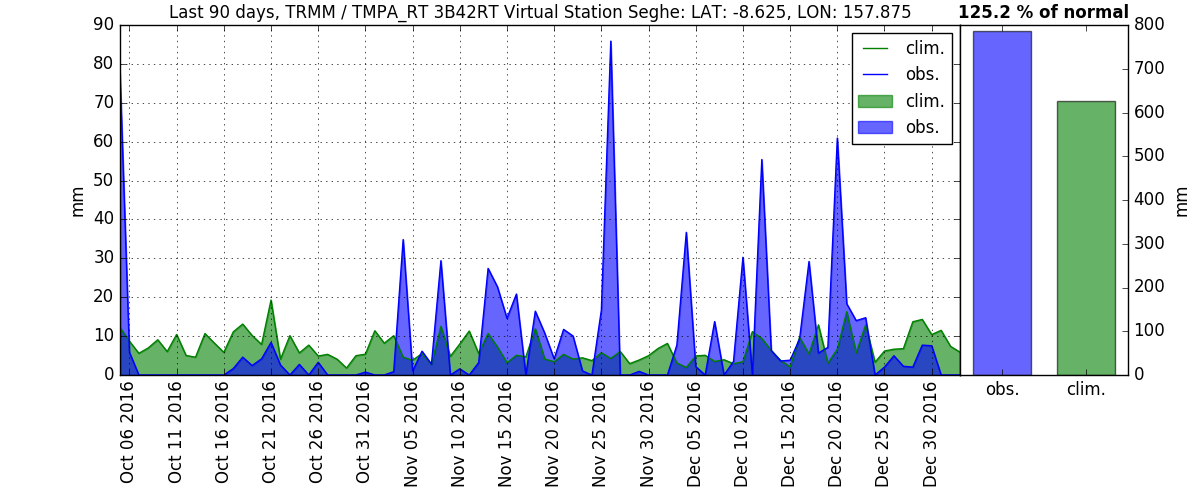 Last 90 days, TRMM / TMPA_RT 3B42RT Virtual Station Seghe: LAT: -8.625, LON: 157.875
125.2 % of normal
90
80
70
60
50
40
30
20
10
0
mm
clim.
obs.
clim.
obs.
Oct 06 2016
Oct 11 2016
Oct 16 2016
Oct 21 2016
Oct 26 2016
Oct 31 2016
Nov 05 2016
Nov 10 2016
Nov 15 2016
Nov 20 2016
Nov 25 2016
Nov 30 2016
Dec 05 2016
Dec 10 2016
Dec 15 2016
Dec 20 2016
Dec 25 2016
Dec 30 2016
800
700
600
500
400
300
200
100
0
mm
obs.
clim.